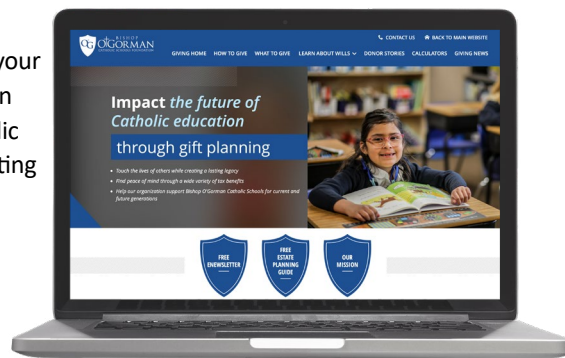 your
n
lic
ting
CONTACT US BACK TO MAIN WEBSITE
OG BISHOP
O'GORMAN
GIVING HOME HOW TO GIVE WHAT TO GIVE LEARN ABOUT WILLS DONOR STORIES CALCULATORS GIVING NEWS
Impact the future of
Catholic education
through gift planning
• Touch the lives of others while creating a lasting legacy
• Find peace of mind through a wide variety of tax benefits
• Help our organization support Bishop O'Gorman Catholic Schools for current and
future generations
FREE
ENEWSLETTER
FREE
ESTATE
PLANNING
GUIDE
OUR
MISSION